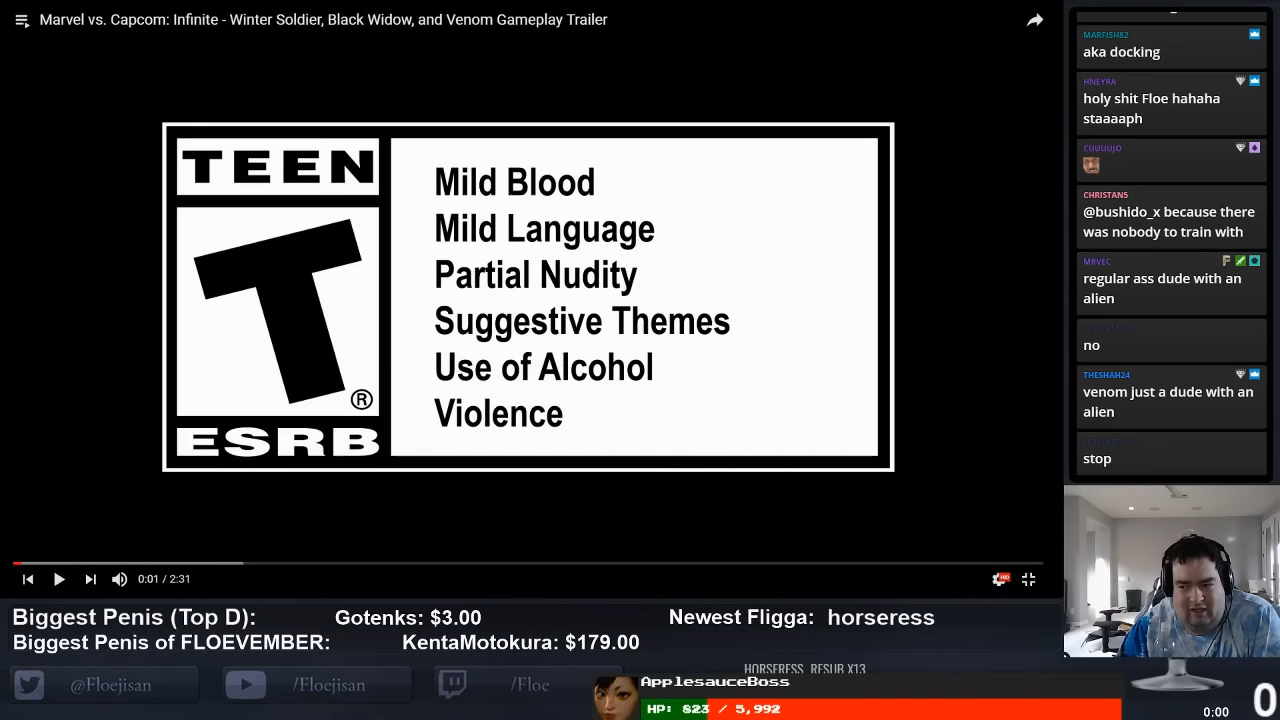 Marvel vs. Capcom: Infinite - Winter Soldier, Black Widow, and Venom Gameplay Trailer
TEEN
T®
ESRB
Mild Blood
Mild Language
Partial Nudity
Suggestive Themes
Use of Alcohol
Violence
0:01 / 2:31
HD
MARFISH82
aka docking
HNEYRA
holy shit Floe hahaha
staaaaph
CUUUUJO
CHRISTAN5
@bushido_x because there
was nobody to train with
MRVEC
regular ass dude with an
alien
no
THESHAH24
venom just a dude with an
alien
stop
Biggest Penis (Top D): Gotenks: $3.00 Newest Fligga: horseress
Biggest Penis of FLOEVEMBER: KentaMotokura: $179.00
@Floejisan /Floejisan /Floe
HORSERESS RESUB X13
ApplesauceBoss
HP: 823 / 5,992
0:00
0